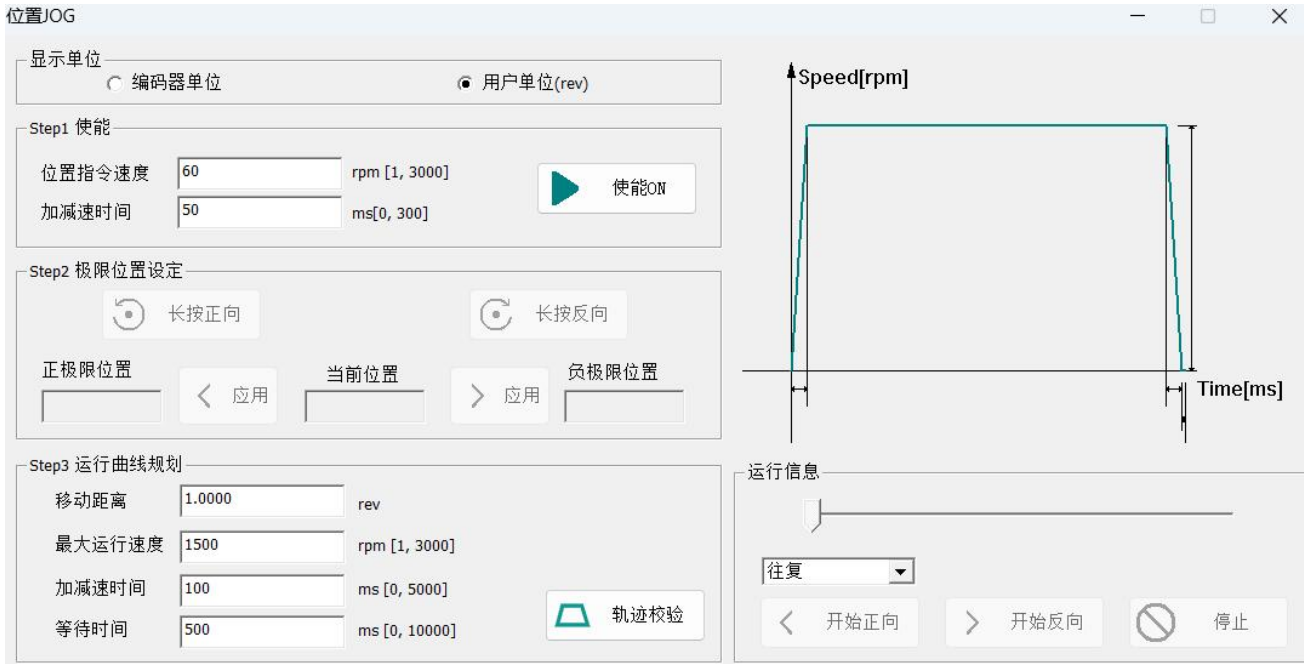 位置JOG
显示单位
编码器单位
用户单位(rev)
Step1 使能
位置指令速度 60 rpm [1, 3000]
加减速时间 50 ms[0, 300]
使能ON
Step2 极限位置设定
长按正向
长按反向
正极限位置
应用
当前位置
应用
负极限位置
Step3 运行曲线规划
移动距离 1.0000 rev
最大运行速度 1500 rpm [1, 3000]
加减速时间 100 ms [0, 5000]
等待时间 500 ms [0, 10000]
轨迹校验
Speed[rpm]
Time[ms]
运行信息
往复
开始正向
开始反向
停止